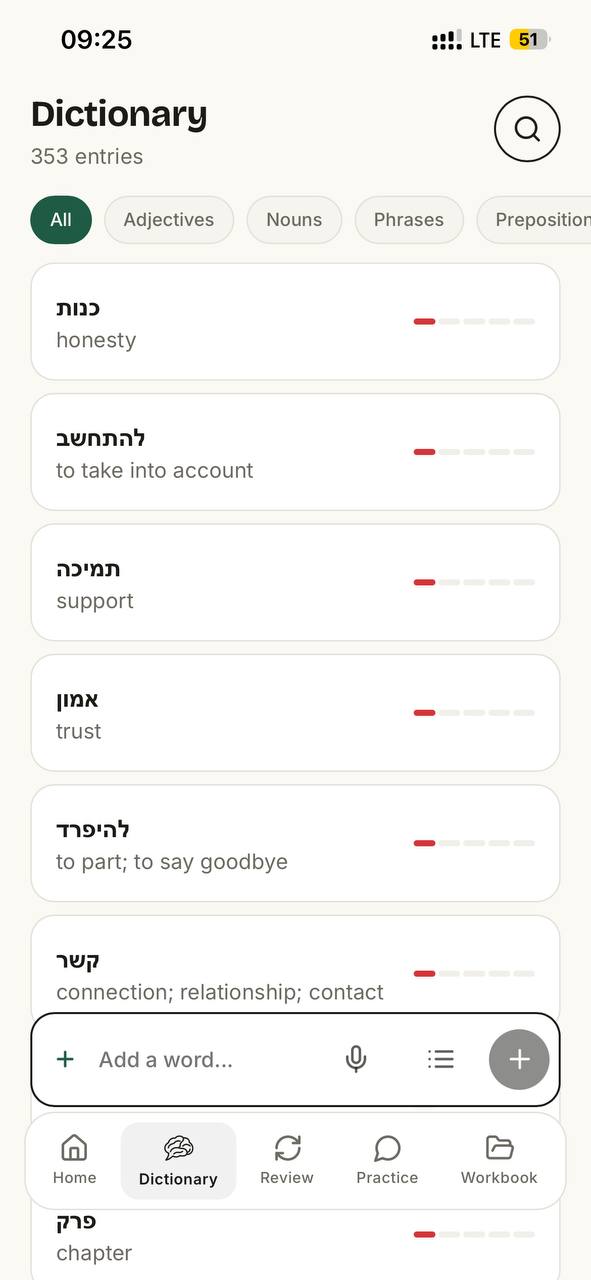 09:25
LTE 51
Dictionary
353 entries
All Adjectives Nouns Phrases Preposition
כנות
honesty
להתחשב
to take into account
תמיכה
support
אמון
trust
להיפרד
to part; to say goodbye
קשר
connection; relationship; contact
Add a word...
Home Dictionary Review Practice Workbook
פרק
chapter